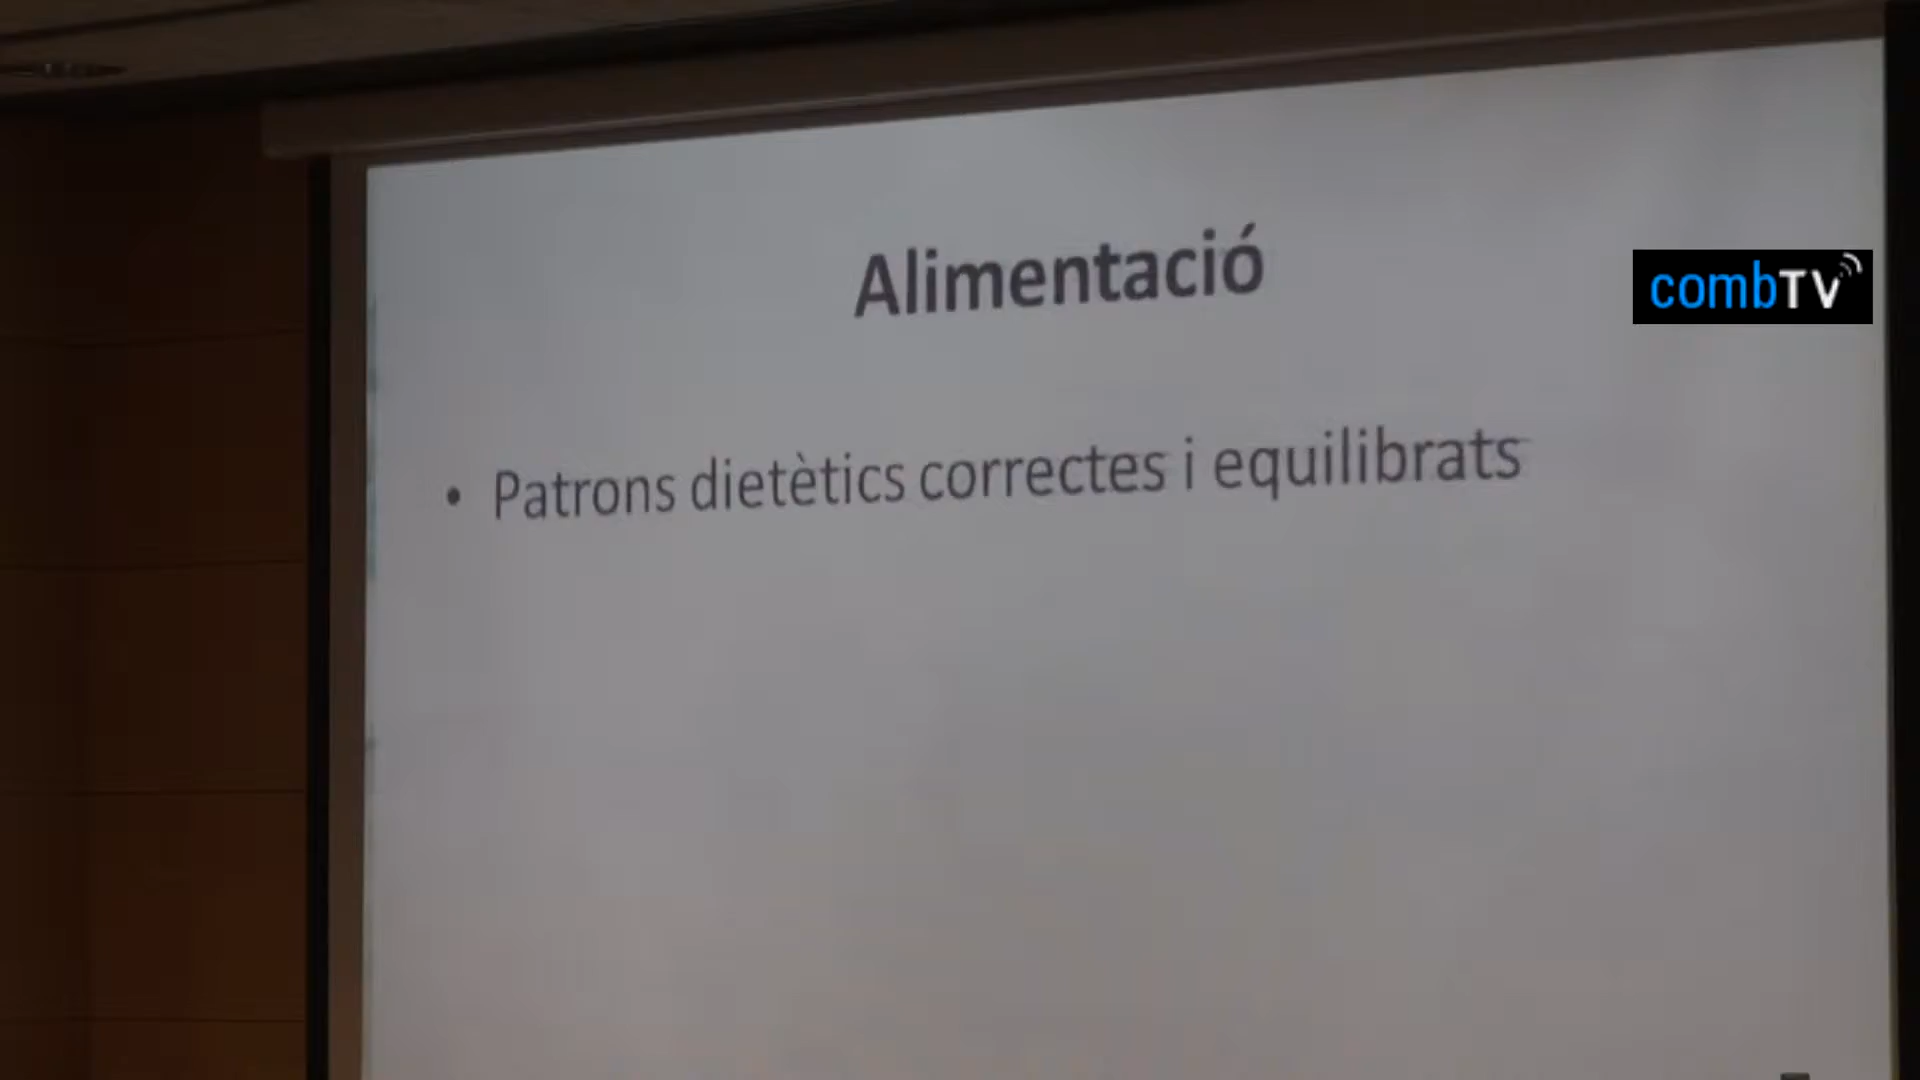 Alimentació
combTV
• Patrons dietètics correctes i equilibrats